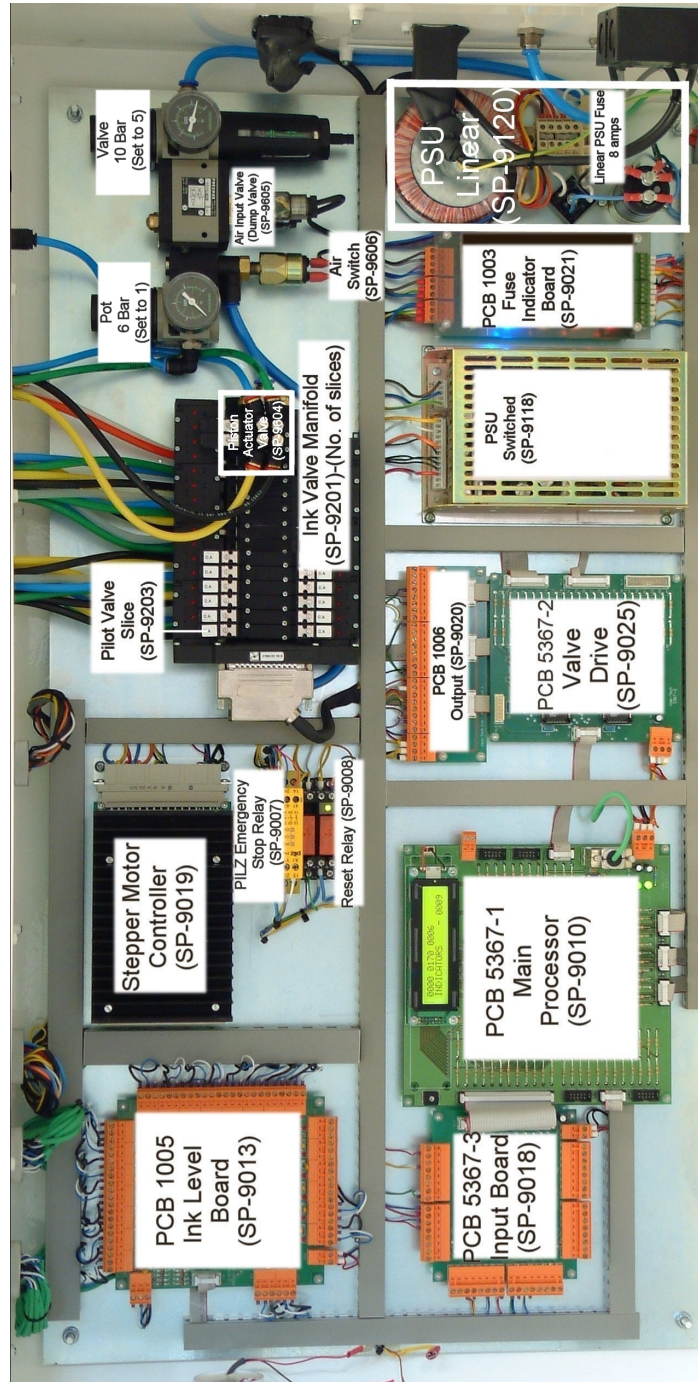 Valve
10 Bar
(Set to 5)
Air Input Valve
(Dump Valve)
(SP-9605)
Pot
6 Bar
(Set to 1)
Air
Switch
(SP-9606)
PSU
Linear
(SP-9120)
Linear PSU Fuse
8 amps
PCB 1003
Fuse
Indicator
Board
(SP-9021)
PSU
Switched
(SP-9118)
Piston
Actuator
Valve
(SP-9604)
Ink Valve Manifold
(SP-9201)-(No. of slices)
Pilot Valve
Slice
(SP-9203)
PCB 1006
Output (SP-9020)
PCB 5367-2
Valve
Drive
(SP-9025)
Stepper Motor
Controller
(SP-9019)
PILZ Emergency
Stop Relay
(SP-9007)
Reset Relay (SP-9008)
0000 0170 0006 - 0009
INDICATORS
PCB 5367-1
Main
Processor
(SP-9010)
PCB 1005
Ink Level
Board
(SP-9013)
PCB 5367-3
Input Board
(SP-9018)